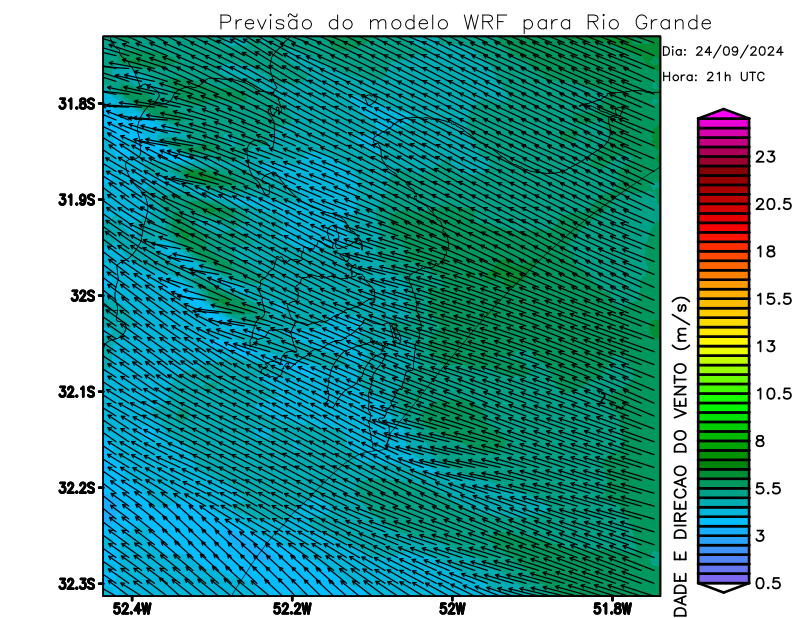 Previsão do modelo WRF para Rio Grande
Dia: 24/09/2024
Hora: 21h UTC
31.8S
31.9S
32S
32.1S
32.2S
32.3S
52.4W
52.2W
52W
51.8W
23
20.5
18
15.5
13
10.5
8
5.5
3
0.5
DADE E DIRECAO DO VENTO (m/s)